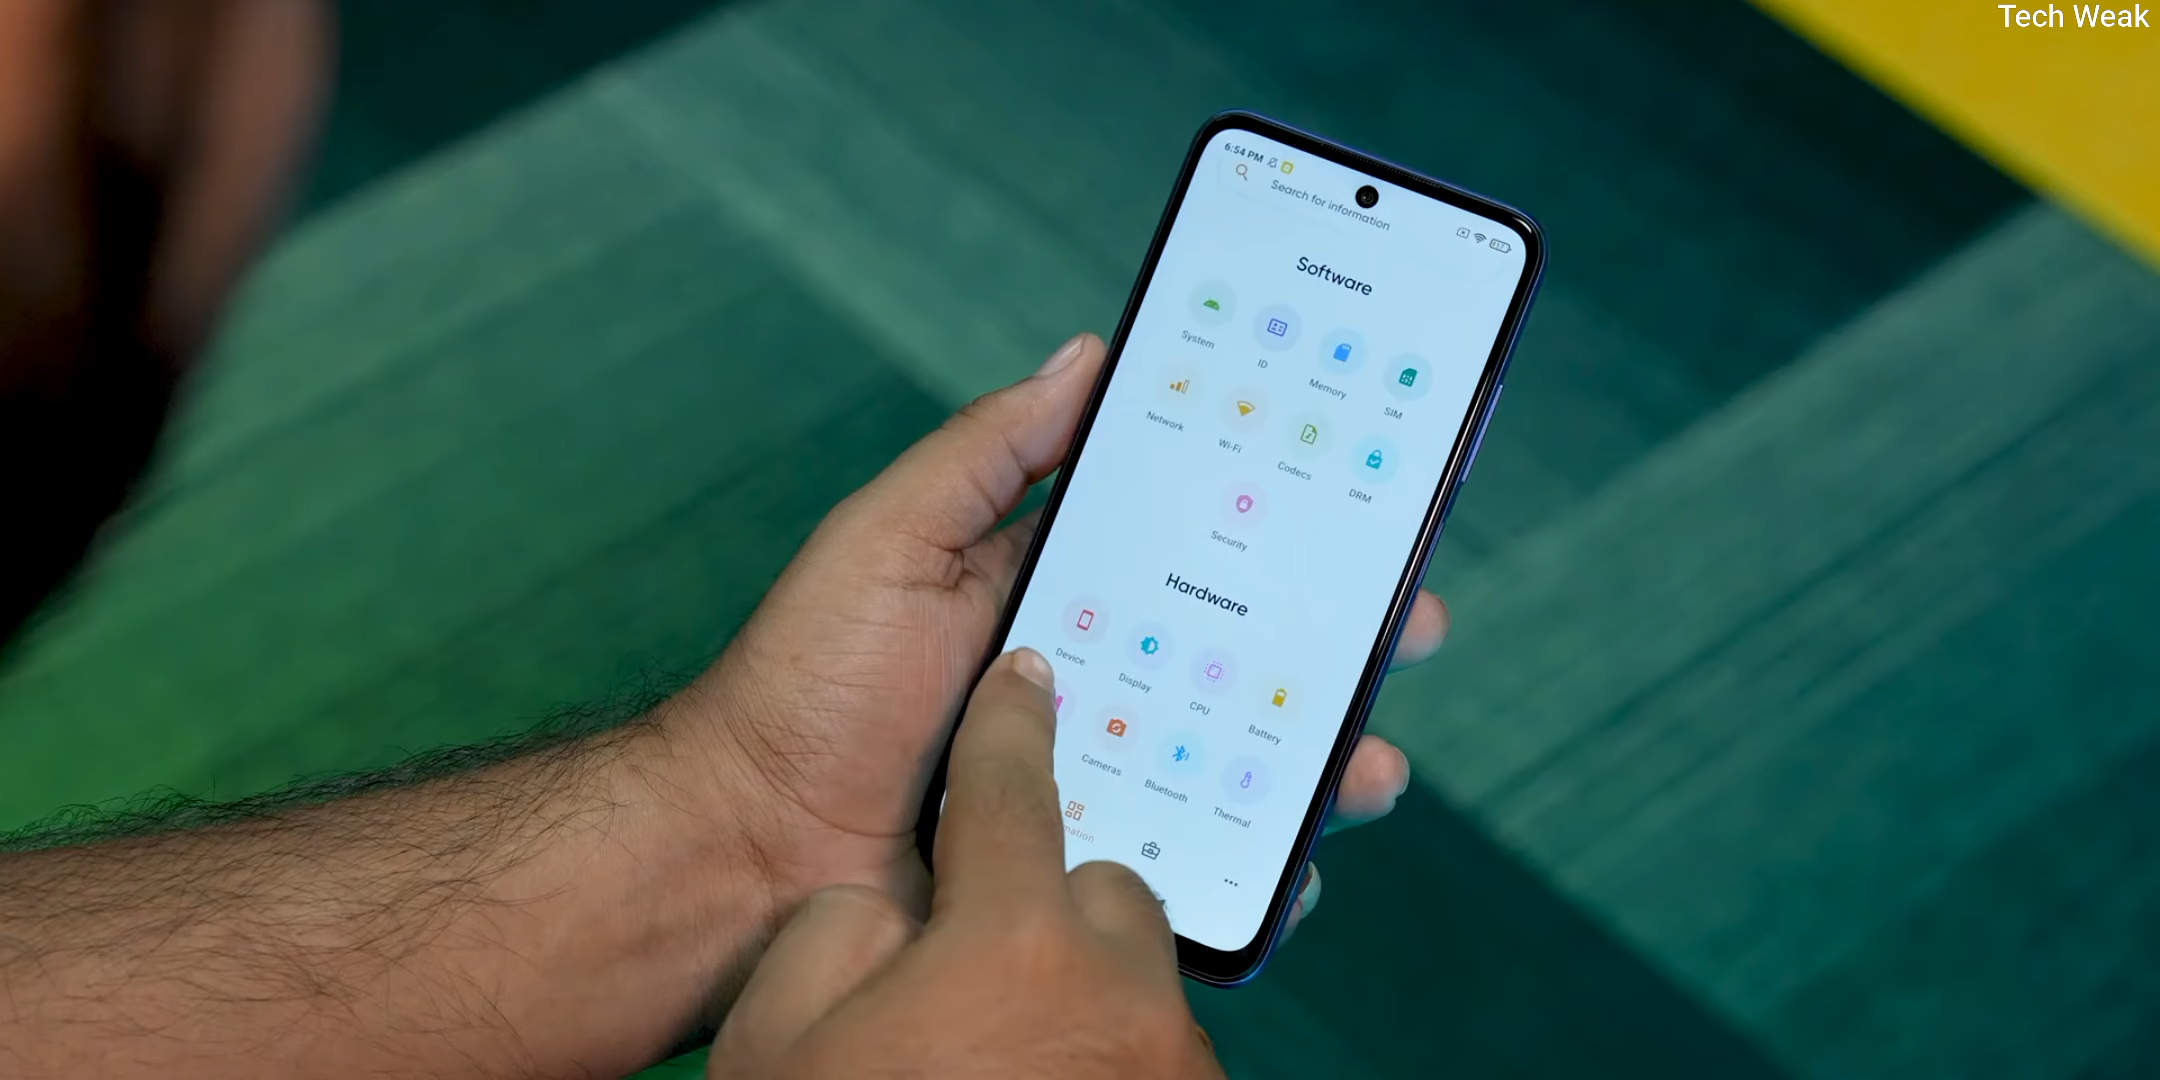 Tech Weak
6:54 PM
Search for information
Software
System
ID
Memory
SIM
Network
Wi-Fi
Codecs
DRM
Security
Hardware
Device
Display
CPU
Battery
Cameras
Bluetooth
Thermal
mation